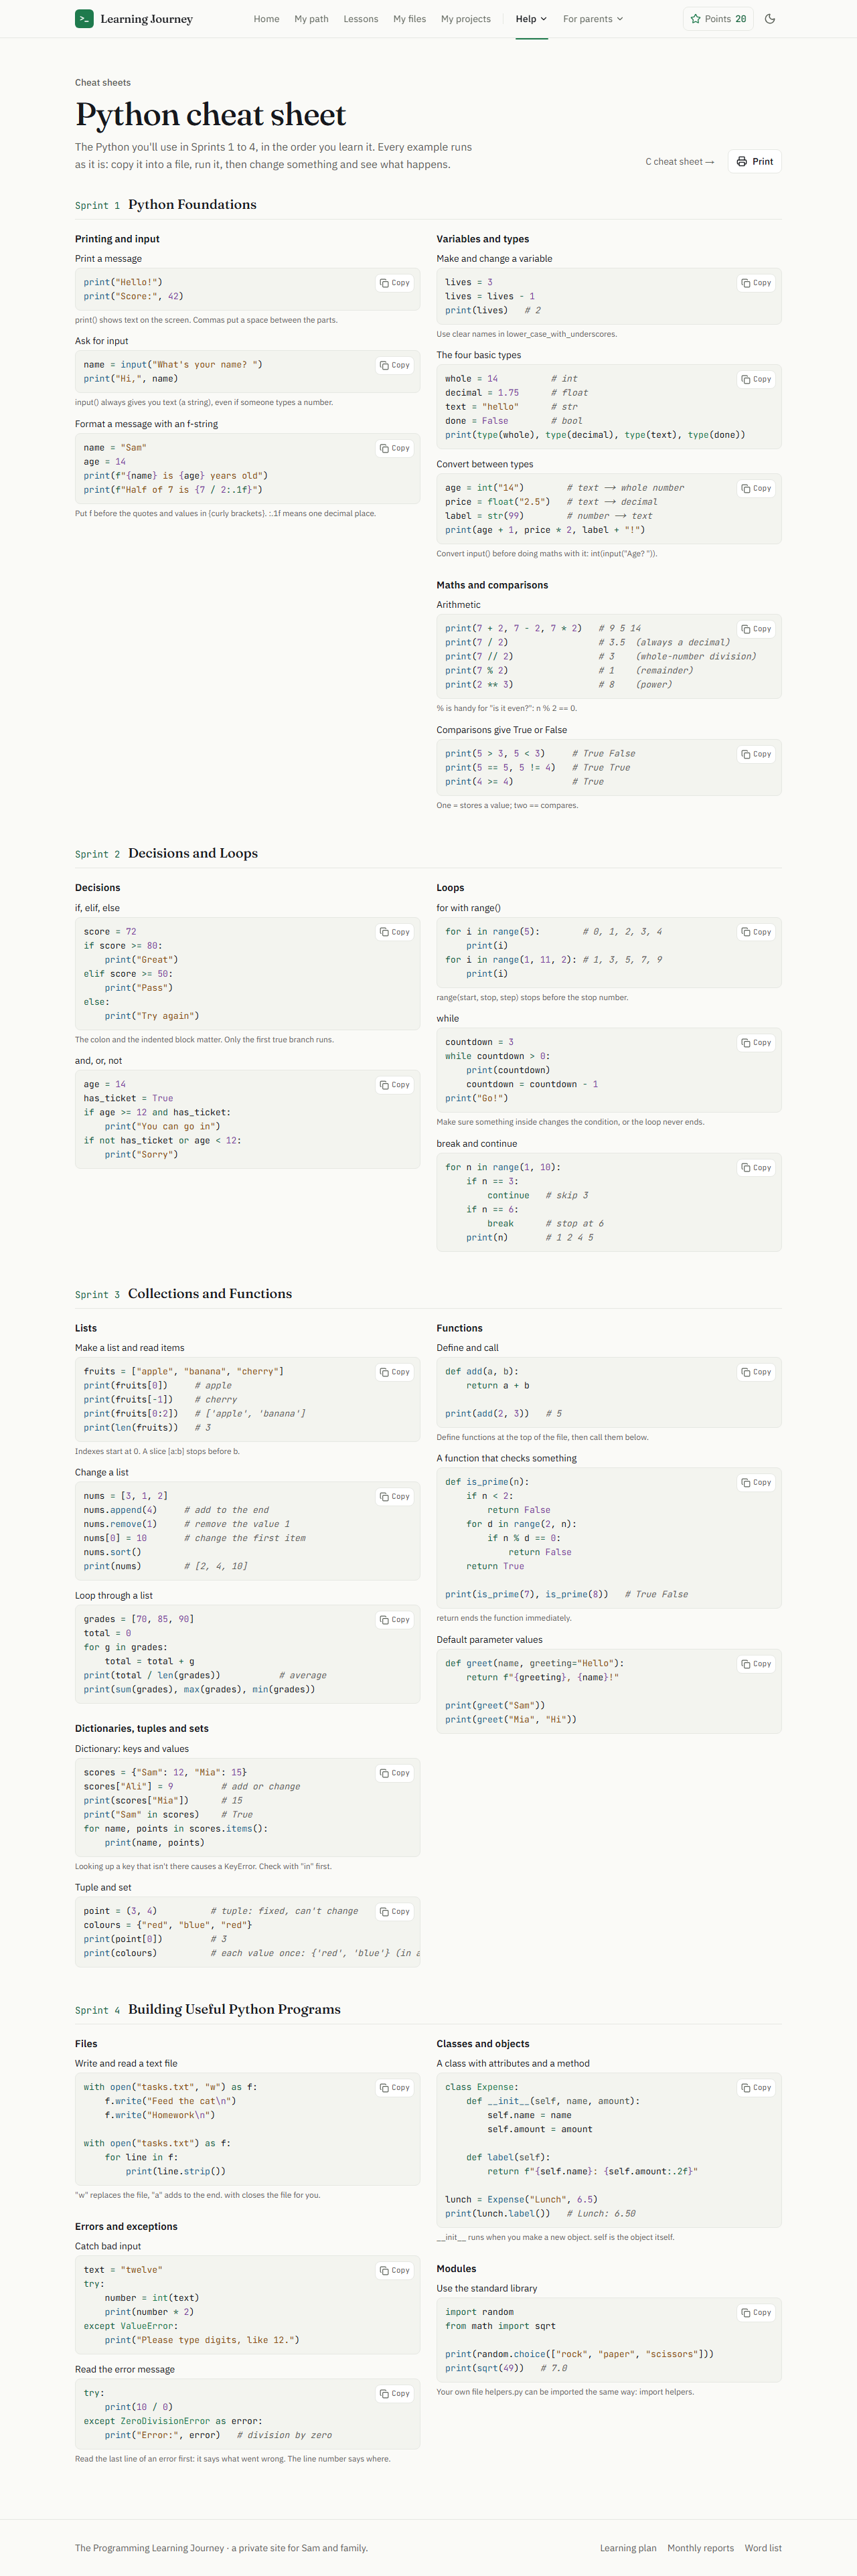 >_ Learning Journey
Home My path Lessons My files My projects Help For parents Points 20
Cheat sheets
Python cheat sheet
The Python you'll use in Sprints 1 to 4, in the order you learn it. Every example runs
as it is: copy it into a file, run it, then change something and see what happens.
C cheat sheet → Print
Sprint 1 Python Foundations
Printing and input
Print a message
Copy
print("Hello!")
print("Score:", 42)
print() shows text on the screen. Commas put a space between the parts.
Ask for input
Copy
name = input("What's your name? ")
print("Hi,", name)
input() always gives you text (a string), even if someone types a number.
Format a message with an f-string
Copy
name = "Sam"
age = 14
print(f"{name} is {age} years old")
print(f"Half of 7 is {7 / 2:.1f}")
Put f before the quotes and values in {curly brackets}. :.1f means one decimal place.
Variables and types
Make and change a variable
Copy
lives = 3
lives = lives - 1
print(lives)   # 2
Use clear names in lower_case_with_underscores.
The four basic types
Copy
whole = 14          # int
decimal = 1.75      # float
text = "hello"      # str
done = False        # bool
print(type(whole), type(decimal), type(text), type(done))
Convert between types
Copy
age = int("14")        # text → whole number
price = float("2.5")   # text → decimal
label = str(99)        # number → text
print(age + 1, price * 2, label + "!")
Convert input() before doing maths with it: int(input("Age? ")).
Maths and comparisons
Arithmetic
Copy
print(7 + 2, 7 - 2, 7 * 2)   # 9 5 14
print(7 / 2)                 # 3.5  (always a decimal)
print(7 // 2)                # 3    (whole-number division)
print(7 % 2)                 # 1    (remainder)
print(2 ** 3)                # 8    (power)
% is handy for "is it even?": n % 2 == 0.
Comparisons give True or False
Copy
print(5 > 3, 5 < 3)     # True False
print(5 == 5, 5 != 4)   # True True
print(4 >= 4)           # True
One = stores a value; two == compares.
Sprint 2 Decisions and Loops
Decisions
if, elif, else
Copy
score = 72
if score >= 80:
    print("Great")
elif score >= 50:
    print("Pass")
else:
    print("Try again")
The colon and the indented block matter. Only the first true branch runs.
and, or, not
Copy
age = 14
has_ticket = True
if age >= 12 and has_ticket:
    print("You can go in")
if not has_ticket or age < 12:
    print("Sorry")
Loops
for with range()
Copy
for i in range(5):        # 0, 1, 2, 3, 4
    print(i)
for i in range(1, 11, 2): # 1, 3, 5, 7, 9
    print(i)
range(start, stop, step) stops before the stop number.
while
Copy
countdown = 3
while countdown > 0:
    print(countdown)
    countdown = countdown - 1
print("Go!")
Make sure something inside changes the condition, or the loop never ends.
break and continue
Copy
for n in range(1, 10):
    if n == 3:
        continue   # skip 3
    if n == 6:
        break      # stop at 6
    print(n)       # 1 2 4 5
Sprint 3 Collections and Functions
Lists
Make a list and read items
Copy
fruits = ["apple", "banana", "cherry"]
print(fruits[0])     # apple
print(fruits[-1])    # cherry
print(fruits[0:2])   # ['apple', 'banana']
print(len(fruits))   # 3
Indexes start at 0. A slice [a:b] stops before b.
Change a list
Copy
nums = [3, 1, 2]
nums.append(4)     # add to the end
nums.remove(1)     # remove the value 1
nums[0] = 10       # change the first item
nums.sort()
print(nums)        # [2, 4, 10]
Loop through a list
Copy
grades = [70, 85, 90]
total = 0
for g in grades:
    total = total + g
print(total / len(grades))           # average
print(sum(grades), max(grades), min(grades))
Dictionaries, tuples and sets
Dictionary: keys and values
Copy
scores = {"Sam": 12, "Mia": 15}
scores["Ali"] = 9         # add or change
print(scores["Mia"])      # 15
print("Sam" in scores)    # True
for name, points in scores.items():
    print(name, points)
Looking up a key that isn't there causes a KeyError. Check with "in" first.
Tuple and set
Copy
point = (3, 4)          # tuple: fixed, can't change
colours = {"red", "blue", "red"}
print(point[0])         # 3
print(colours)          # each value once: {'red', 'blue'} (in a
Functions
Define and call
Copy
def add(a, b):
    return a + b
print(add(2, 3))   # 5
Define functions at the top of the file, then call them below.
A function that checks something
Copy
def is_prime(n):
    if n < 2:
        return False
    for d in range(2, n):
        if n % d == 0:
            return False
    return True
print(is_prime(7), is_prime(8))   # True False
return ends the function immediately.
Default parameter values
Copy
def greet(name, greeting="Hello"):
    return f"{greeting}, {name}!"
print(greet("Sam"))
print(greet("Mia", "Hi"))
Sprint 4 Building Useful Python Programs
Files
Write and read a text file
Copy
with open("tasks.txt", "w") as f:
    f.write("Feed the cat\n")
    f.write("Homework\n")
with open("tasks.txt") as f:
    for line in f:
        print(line.strip())
"w" replaces the file, "a" adds to the end. with closes the file for you.
Errors and exceptions
Catch bad input
Copy
text = "twelve"
try:
    number = int(text)
    print(number * 2)
except ValueError:
    print("Please type digits, like 12.")
Read the error message
Copy
try:
    print(10 / 0)
except ZeroDivisionError as error:
    print("Error:", error)   # division by zero
Read the last line of an error first: it says what went wrong. The line number says where.
Classes and objects
A class with attributes and a method
Copy
class Expense:
    def __init__(self, name, amount):
        self.name = name
        self.amount = amount
    def label(self):
        return f"{self.name}: {self.amount:.2f}"
lunch = Expense("Lunch", 6.5)
print(lunch.label())   # Lunch: 6.50
__init__ runs when you make a new object. self is the object itself.
Modules
Use the standard library
Copy
import random
from math import sqrt
print(random.choice(["rock", "paper", "scissors"]))
print(sqrt(49))   # 7.0
Your own file helpers.py can be imported the same way: import helpers.
The Programming Learning Journey · a private site for Sam and family.
Learning plan Monthly reports Word list